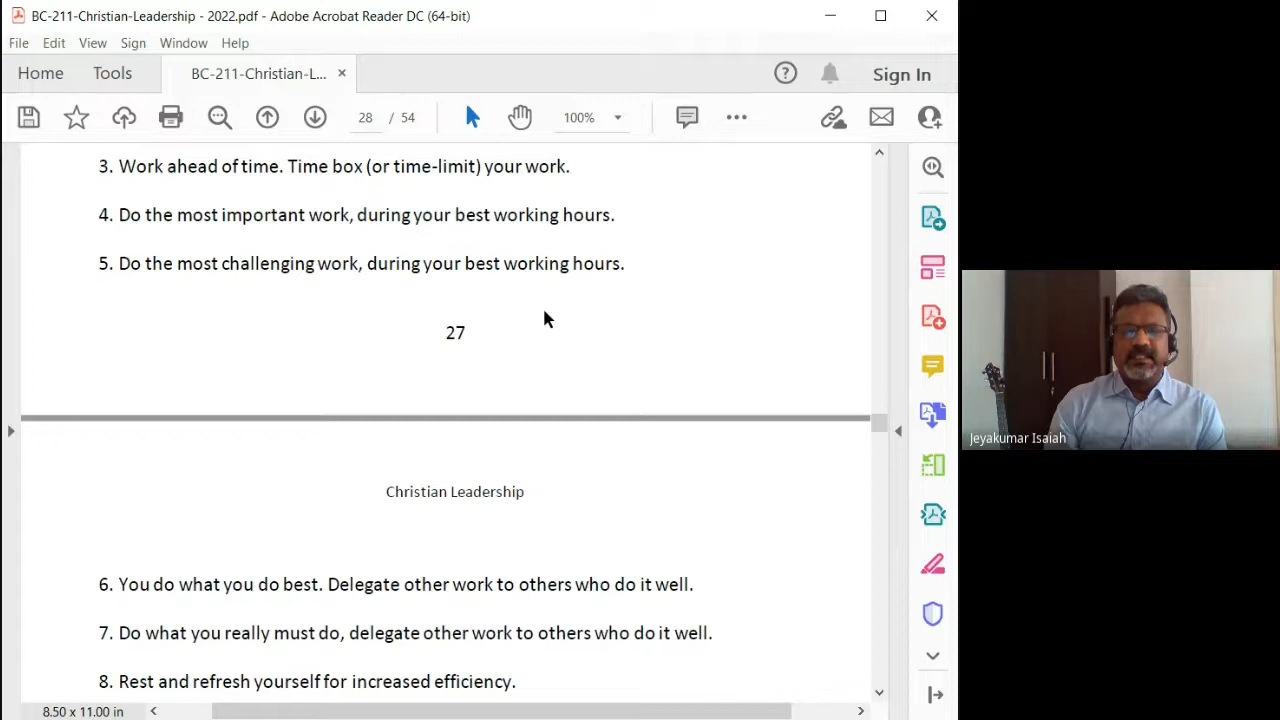 BC-211-Christian-Leadership - 2022.pdf - Adobe Acrobat Reader DC (64-bit)
File Edit View Sign Window Help
Home Tools BC-211-Christian-L... Sign In
28 / 54 100%
3. Work ahead of time. Time box (or time-limit) your work.
4. Do the most important work, during your best working hours.
5. Do the most challenging work, during your best working hours.
27
Christian Leadership
6. You do what you do best. Delegate other work to others who do it well.
7. Do what you really must do, delegate other work to others who do it well.
8. Rest and refresh yourself for increased efficiency.
8.50 x 11.00 in
Jeyakumar Isaiah